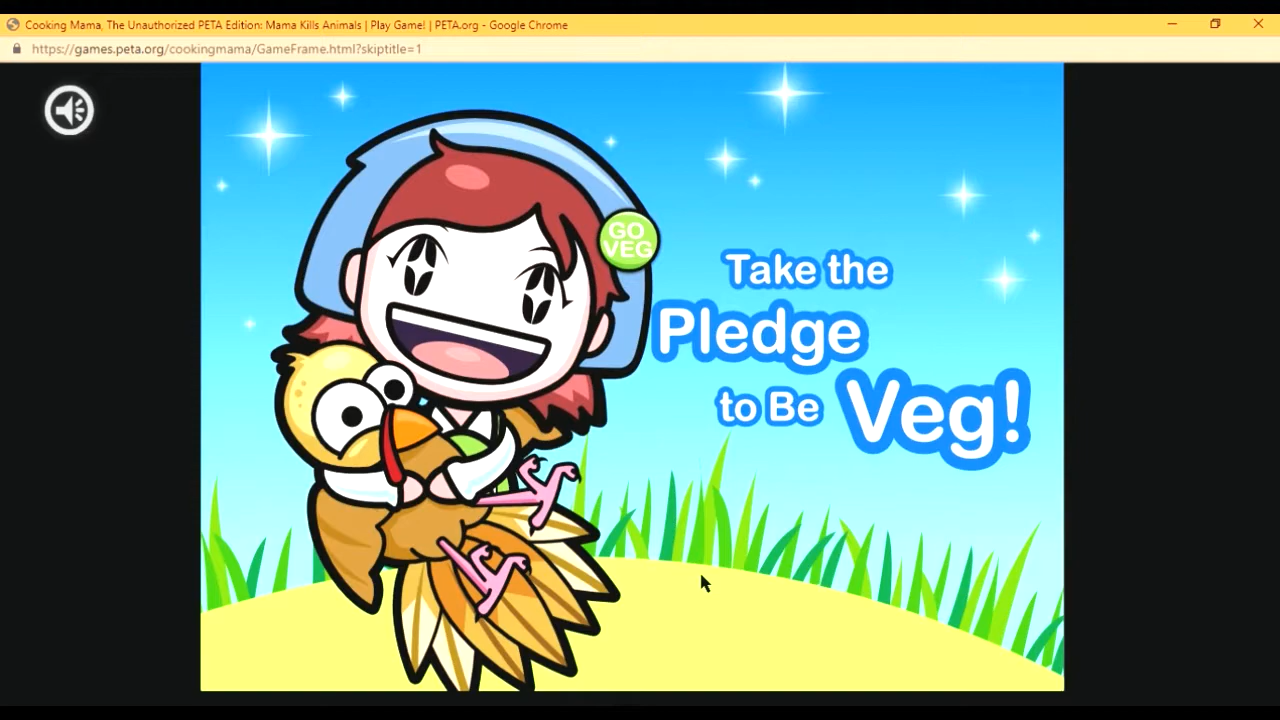 Cooking Mama, The Unauthorized PETA Edition: Mama Kills Animals | Play Game! | PETA.org - Google Chrome
https://games.peta.org/cookingmama/GameFrame.html?skiptitle=1
GO
VEG
Take the
Pledge
to Be Veg!